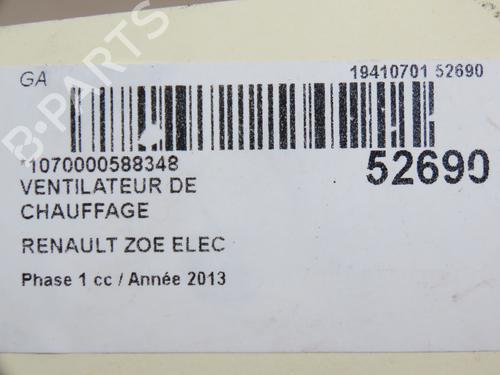 GA
19410701 52690
*1070000588348
52690
VENTILATEUR DE
CHAUFFAGE
RENAULT ZOE ELEC
Phase 1 cc / Année 2013
B-PARTS